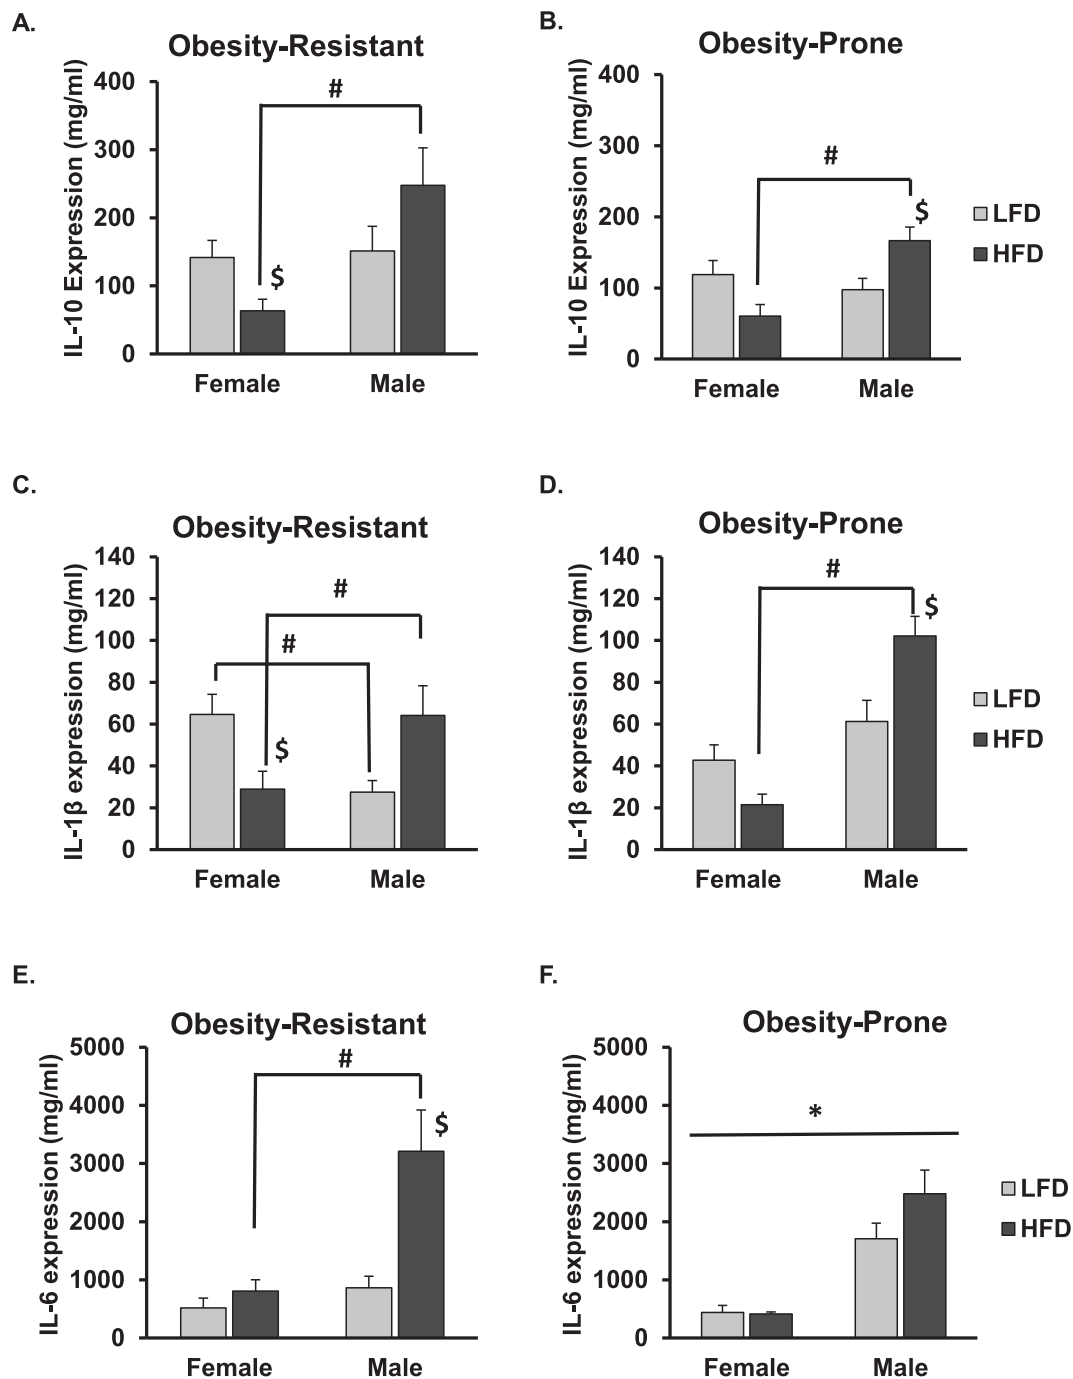 A.
Obesity-Resistant
IL-10 Expression (mg/ml)
400
300
200
100
0
#
$
Female
Male
B.
Obesity-Prone
IL-10 Expression (mg/ml)
400
300
200
100
0
#
$
Female
Male
LFD
HFD
C.
Obesity-Resistant
IL-1β expression (mg/ml)
140
120
100
80
60
40
20
0
#
#
$
Female
Male
D.
Obesity-Prone
IL-1β expression (mg/ml)
140
120
100
80
60
40
20
0
#
$
Female
Male
LFD
HFD
E.
Obesity-Resistant
IL-6 expression (mg/ml)
5000
4000
3000
2000
1000
0
#
$
Female
Male
F.
Obesity-Prone
IL-6 expression (mg/ml)
5000
4000
3000
2000
1000
0
*
Female
Male
LFD
HFD